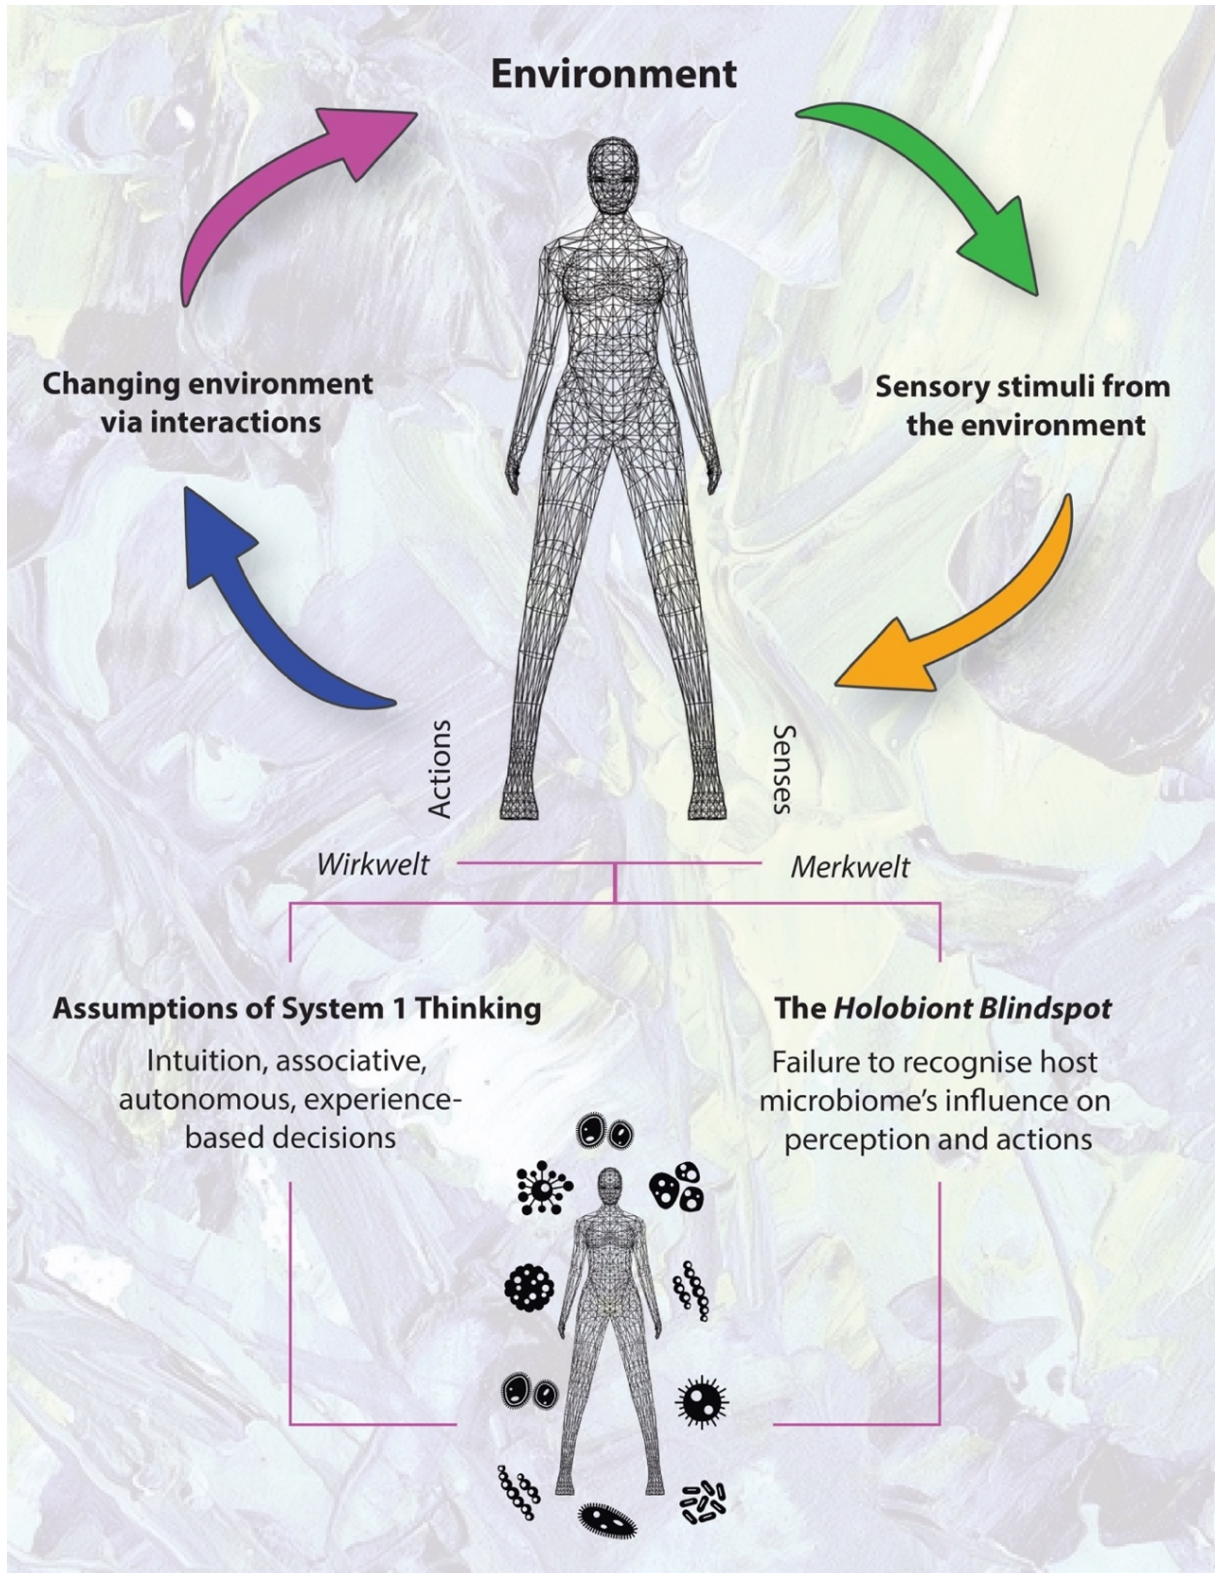 Environment
Changing environment
via interactions
Sensory stimuli from
the environment
Actions
Senses
Wirkwelt
Merkwelt
Assumptions of System 1 Thinking
Intuition, associative,
autonomous, experience-
based decisions
The Holobiont Blindspot
Failure to recognise host
microbiome's influence on
perception and actions